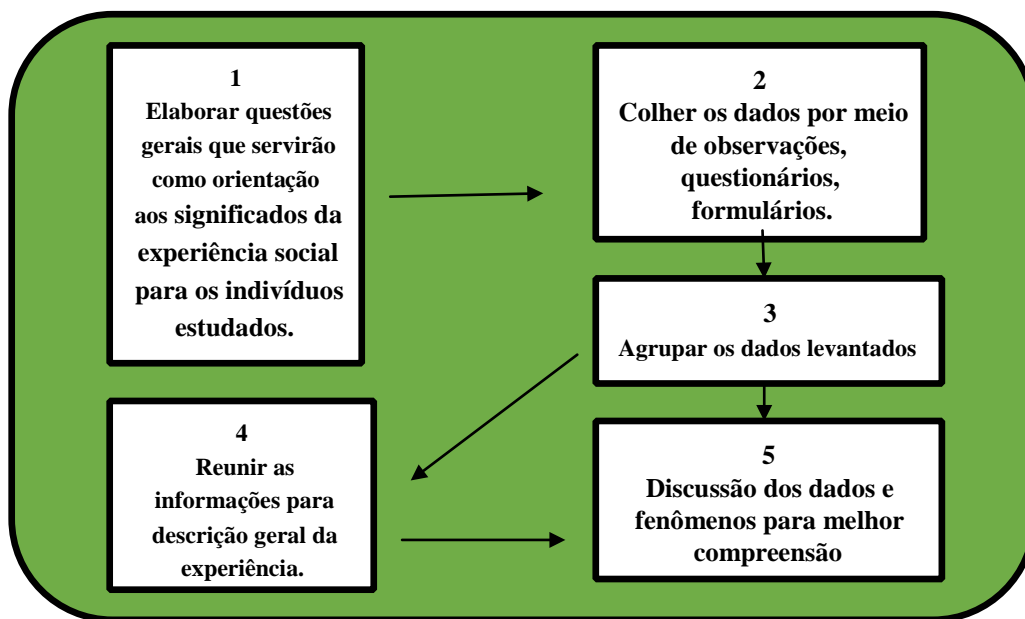 1
Elaborar questões
gerais que servirão
como orientação
aos significados da
experiência social
para os indivíduos
estudados.
2
Colher os dados por meio
de observações,
questionários,
formulários.
3
Agrupar os dados levantados
4
Reunir as
informações para
descrição geral da
experiência.
5
Discussão dos dados e
fenômenos para melhor
compreensão